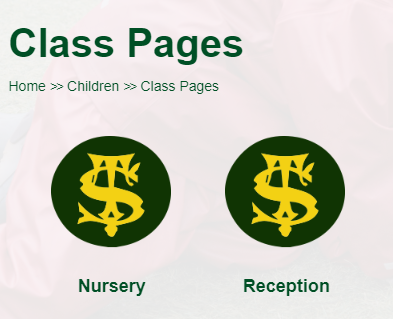 Class Pages
Home >> Children >> Class Pages
Nursery
Reception